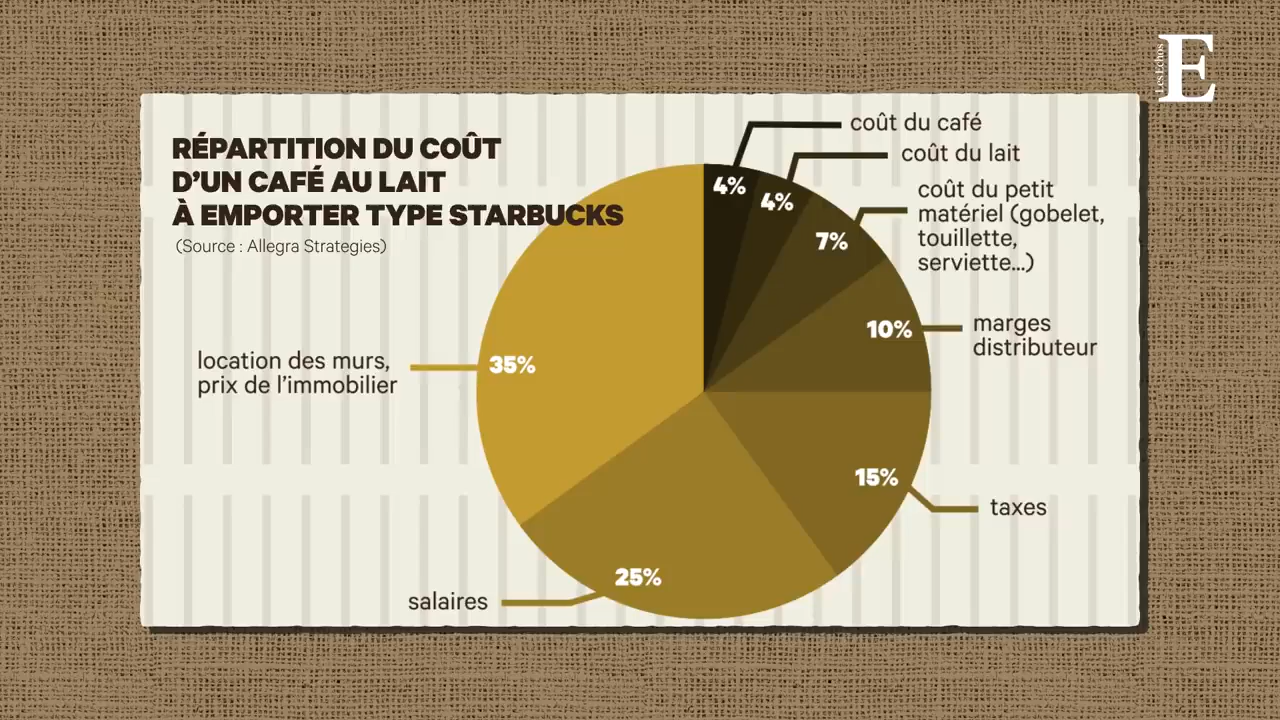 Les Echos
E
RÉPARTITION DU COÛT
D'UN CAFÉ AU LAIT
À EMPORTER TYPE STARBUCKS
(Source : Allegra Strategies)
coût du café
4%
coût du lait
4%
coût du petit
matériel (gobelet,
touillette,
serviette...)
7%
marges
distributeur
10%
taxes
15%
salaires
25%
location des murs,
prix de l'immobilier
35%